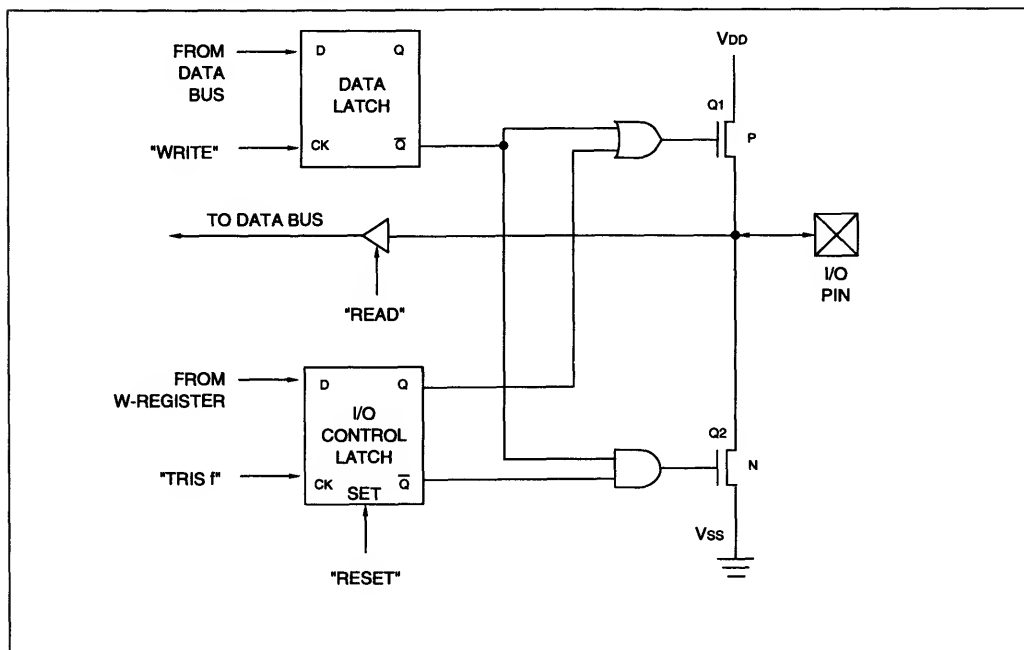 FROM
DATA
BUS
D
Q
DATA
LATCH
"WRITE"
CK
Q̅
VDD
Q1
P
TO DATA BUS
"READ"
I/O
PIN
FROM
W-REGISTER
D
Q
I/O
CONTROL
LATCH
"TRIS f"
CK
SET
Q̅
"RESET"
Q2
N
VSS